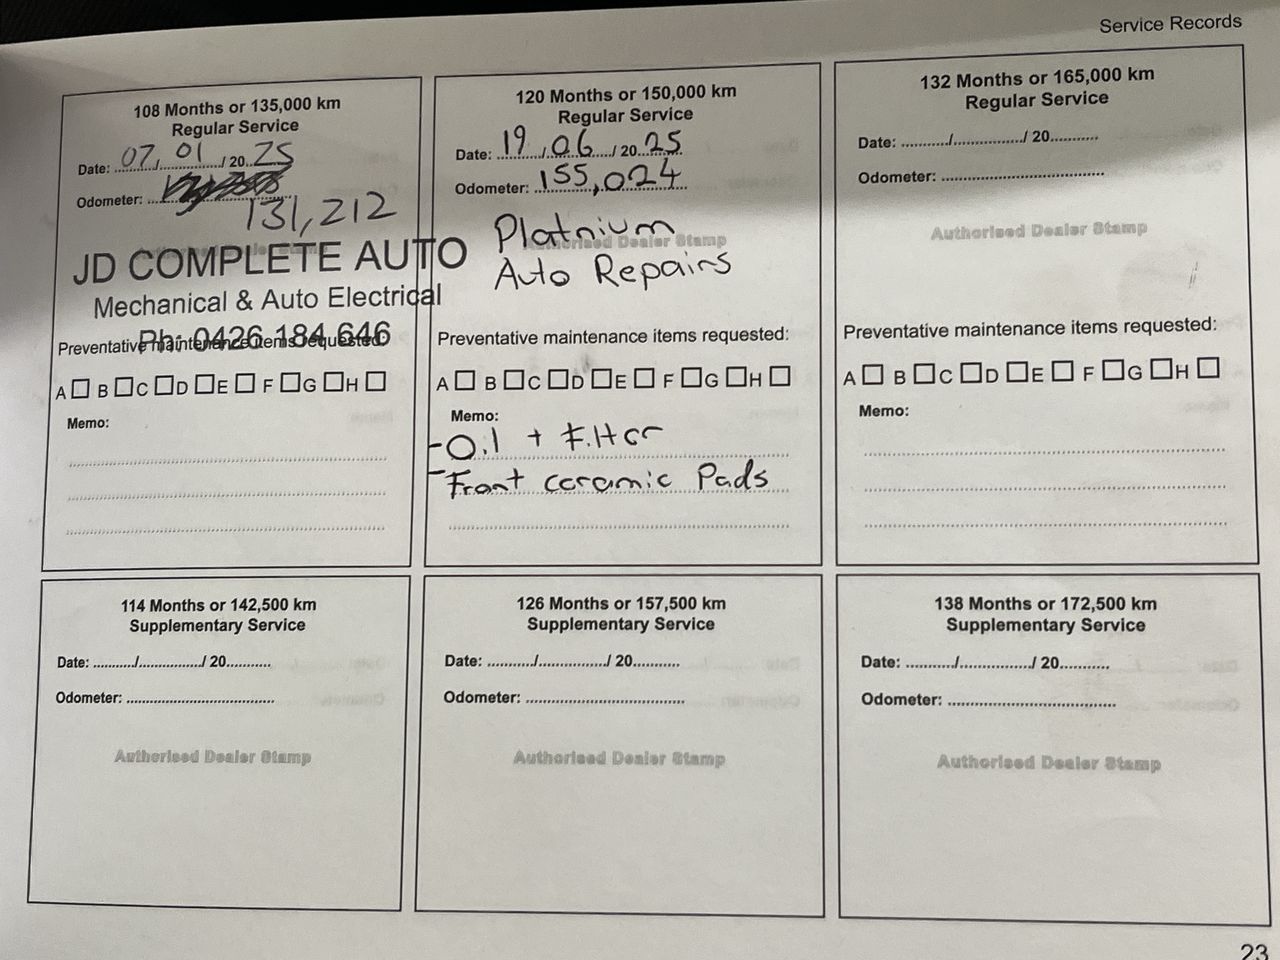 Service Records
108 Months or 135,000 km
Regular Service
Date: 07/01/2025
Odometer:
131,212
JD COMPLETE AUTO
Mechanical & Auto Electrical
Ph: 0426 184 646
Preventative maintenance items requested:
A B C D E F G H
Memo:
120 Months or 150,000 km
Regular Service
Date: 19/06/2025
Odometer: 155,024
Authorised Dealer Stamp
Platnium
Auto Repairs
Preventative maintenance items requested:
A B C D E F G H
Memo:
-Oil + Filter
-Front ceramic Pads
132 Months or 165,000 km
Regular Service
Date: ........../.............../ 20...........
Odometer: ......................................
Authorised Dealer Stamp
Preventative maintenance items requested:
A B C D E F G H
Memo:
114 Months or 142,500 km
Supplementary Service
Date: ........../.............../ 20...........
Odometer: ......................................
Authorised Dealer Stamp
126 Months or 157,500 km
Supplementary Service
Date: ........../.............../ 20...........
Odometer: ......................................
Authorised Dealer Stamp
138 Months or 172,500 km
Supplementary Service
Date: ........../.............../ 20...........
Odometer: ......................................
Authorised Dealer Stamp
23